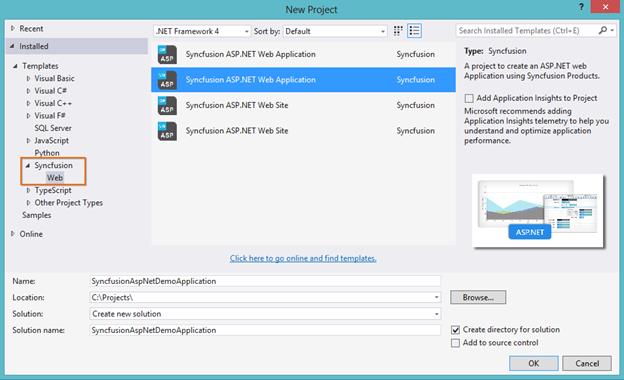 New Project
?
Recent
Installed
Templates
Visual Basic
Visual C#
Visual C++
Visual F#
SQL Server
JavaScript
Python
Syncfusion
Web
TypeScript
Other Project Types
Samples
Online
.NET Framework 4
Sort by: Default
Search Installed Templates (Ctrl+E)
ASP Syncfusion ASP.NET Web Application Syncfusion
ASP Syncfusion ASP.NET Web Application Syncfusion
ASP Syncfusion ASP.NET Web Site Syncfusion
ASP Syncfusion ASP.NET Web Site Syncfusion
Click here to go online and find templates.
Type: Syncfusion
A project to create an ASP.NET web
Application using Syncfusion Products.
Add Application Insights to Project
Microsoft recommends adding
Application Insights telemetry to help you
understand and optimize application
performance.
ASP.NET
Name: SyncfusionAspNetDemoApplication
Location: C:\Projects\
Browse...
Solution: Create new solution
Solution name: SyncfusionAspNetDemoApplication
Create directory for solution
Add to source control
OK
Cancel